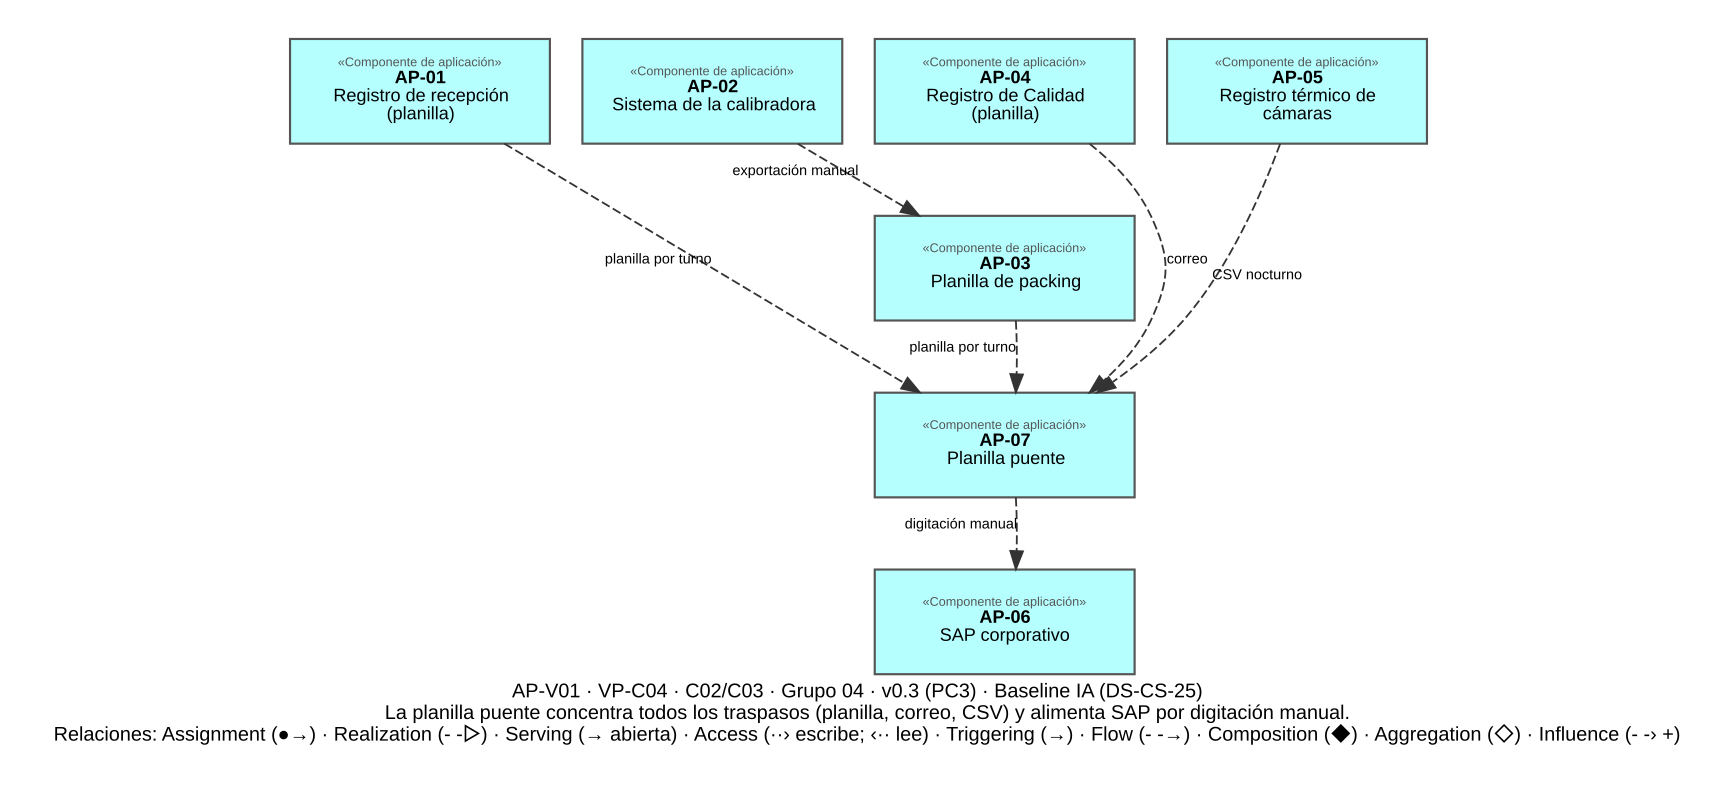 «Componente de aplicación»
AP-01
Registro de recepción
(planilla)
«Componente de aplicación»
AP-02
Sistema de la calibradora
«Componente de aplicación»
AP-04
Registro de Calidad
(planilla)
«Componente de aplicación»
AP-05
Registro térmico de
cámaras
exportación manual
«Componente de aplicación»
AP-03
Planilla de packing
planilla por turno
correo
CSV nocturno
planilla por turno
«Componente de aplicación»
AP-07
Planilla puente
digitación manual
«Componente de aplicación»
AP-06
SAP corporativo
AP-V01 · VP-C04 · C02/C03 · Grupo 04 · v0.3 (PC3) · Baseline IA (DS-CS-25)
La planilla puente concentra todos los traspasos (planilla, correo, CSV) y alimenta SAP por digitación manual.
Relaciones: Assignment (●→) · Realization (- -▷) · Serving (→ abierta) · Access (··› escribe; ‹·· lee) · Triggering (→) · Flow (- -→) · Composition (◆) · Aggregation (◇) · Influence (- -› +)